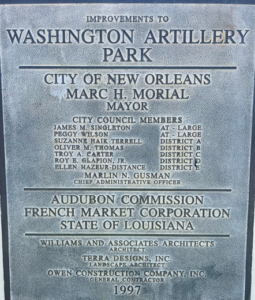 IMPROVEMENTS TO
WASHINGTON ARTILLERY
PARK
CITY OF NEW ORLEANS
MARC H. MORIAL
MAYOR
CITY COUNCIL MEMBERS
JAMES M. SINGLETON AT - LARGE
PEGGY WILSON AT - LARGE
SUZANNE HAIK TERRELL DISTRICT A
OLIVER M. THOMAS DISTRICT B
TROY A. CARTER DISTRICT C
ROY E. GLAPION, JR. DISTRICT D
ELLEN HAZEUR-DISTANCE DISTRICT E
MARLIN N. GUSMAN
CHIEF ADMINISTRATIVE OFFICER
AUDUBON COMMISSION
FRENCH MARKET CORPORATION
STATE OF LOUISIANA
WILLIAMS AND ASSOCIATES ARCHITECTS
ARCHITECT
TERRA DESIGNS, INC.
LANDSCAPE ARCHITECT
OWEN CONSTRUCTION COMPANY, INC.
GENERAL CONTRACTOR
1997